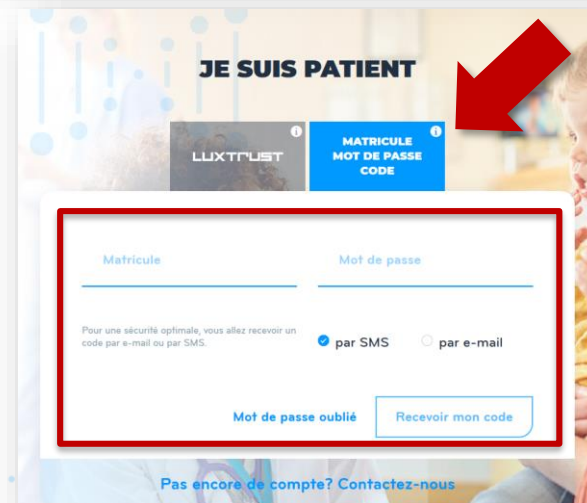 JE SUIS PATIENT
LUXTRUST
MATRICULE
MOT DE PASSE
CODE
Matricule
Mot de passe
Pour une sécurité optimale, vous allez recevoir un
code par e-mail ou par SMS.
par SMS
par e-mail
Mot de passe oublié
Recevoir mon code
Pas encore de compte? Contactez-nous